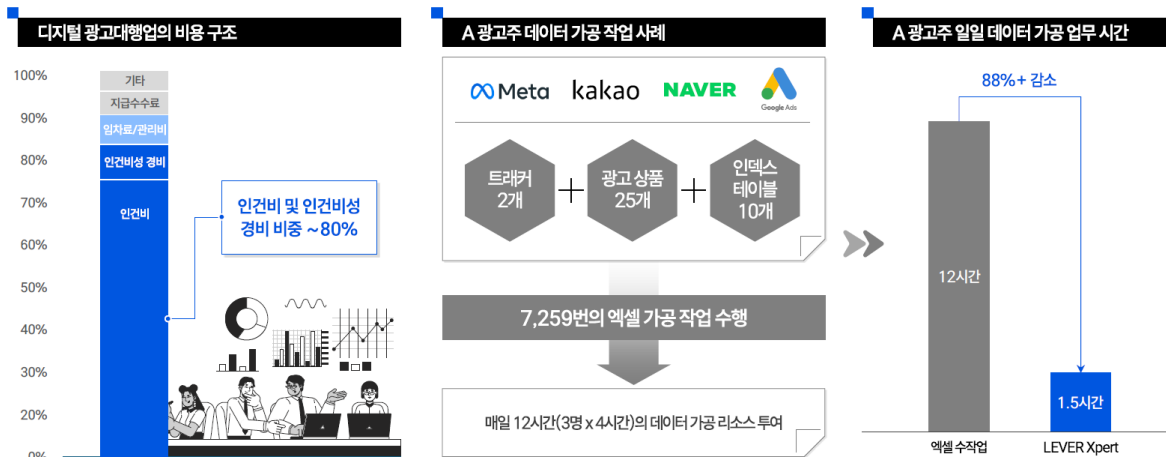 디지털 광고대행업의 비용 구조
100%
90%
80%
70%
60%
50%
40%
30%
20%
10%
0%
기타
지급수수료
임차료/관리비
인건비성 경비
인건비
인건비 및 인건비성
경비 비중 ~80%
A 광고주 데이터 가공 작업 사례
Meta
kakao
NAVER
Google Ads
트래커
2개
+
광고 상품
25개
+
인덱스
테이블
10개
7,259번의 엑셀 가공 작업 수행
매일 12시간(3명 x 4시간)의 데이터 가공 리소스 투여
A 광고주 일일 데이터 가공 업무 시간
88%+ 감소
12시간
1.5시간
엑셀 수작업
LEVER Xpert